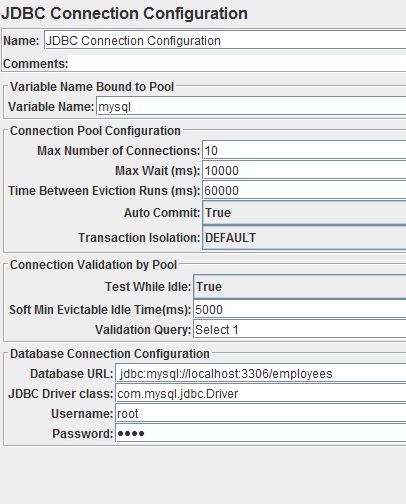 JDBC Connection Configuration
Name: JDBC Connection Configuration
Comments:
Variable Name Bound to Pool
Variable Name: mysql
Connection Pool Configuration
Max Number of Connections: 10
Max Wait (ms): 10000
Time Between Eviction Runs (ms): 60000
Auto Commit: True
Transaction Isolation: DEFAULT
Connection Validation by Pool
Test While Idle: True
Soft Min Evictable Idle Time(ms): 5000
Validation Query: Select 1
Database Connection Configuration
Database URL: jdbc:mysql://localhost:3306/employees
JDBC Driver class: com.mysql.jdbc.Driver
Username: root
Password: ●●●●